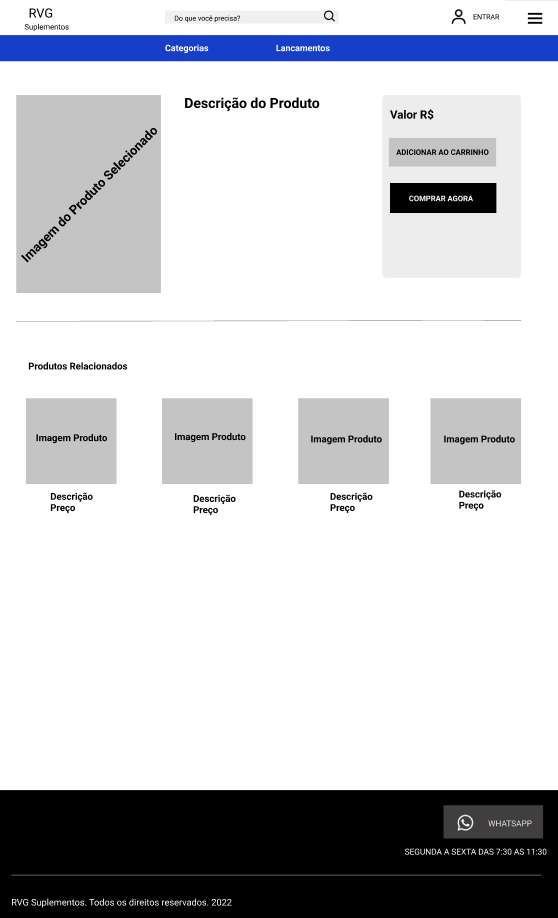 RVG
Suplementos
Do que você precisa?
ENTRAR
Categorias
Lancamentos
Imagem do Produto Selecionado
Descrição do Produto
Valor R$
ADICIONAR AO CARRINHO
COMPRAR AGORA
Produtos Relacionados
Imagem Produto
Imagem Produto
Imagem Produto
Imagem Produto
Descrição
Preço
Descrição
Preço
Descrição
Preço
Descrição
Preço
WHATSAPP
SEGUNDA A SEXTA DAS 7:30 AS 11:30
RVG Suplementos. Todos os direitos reservados. 2022